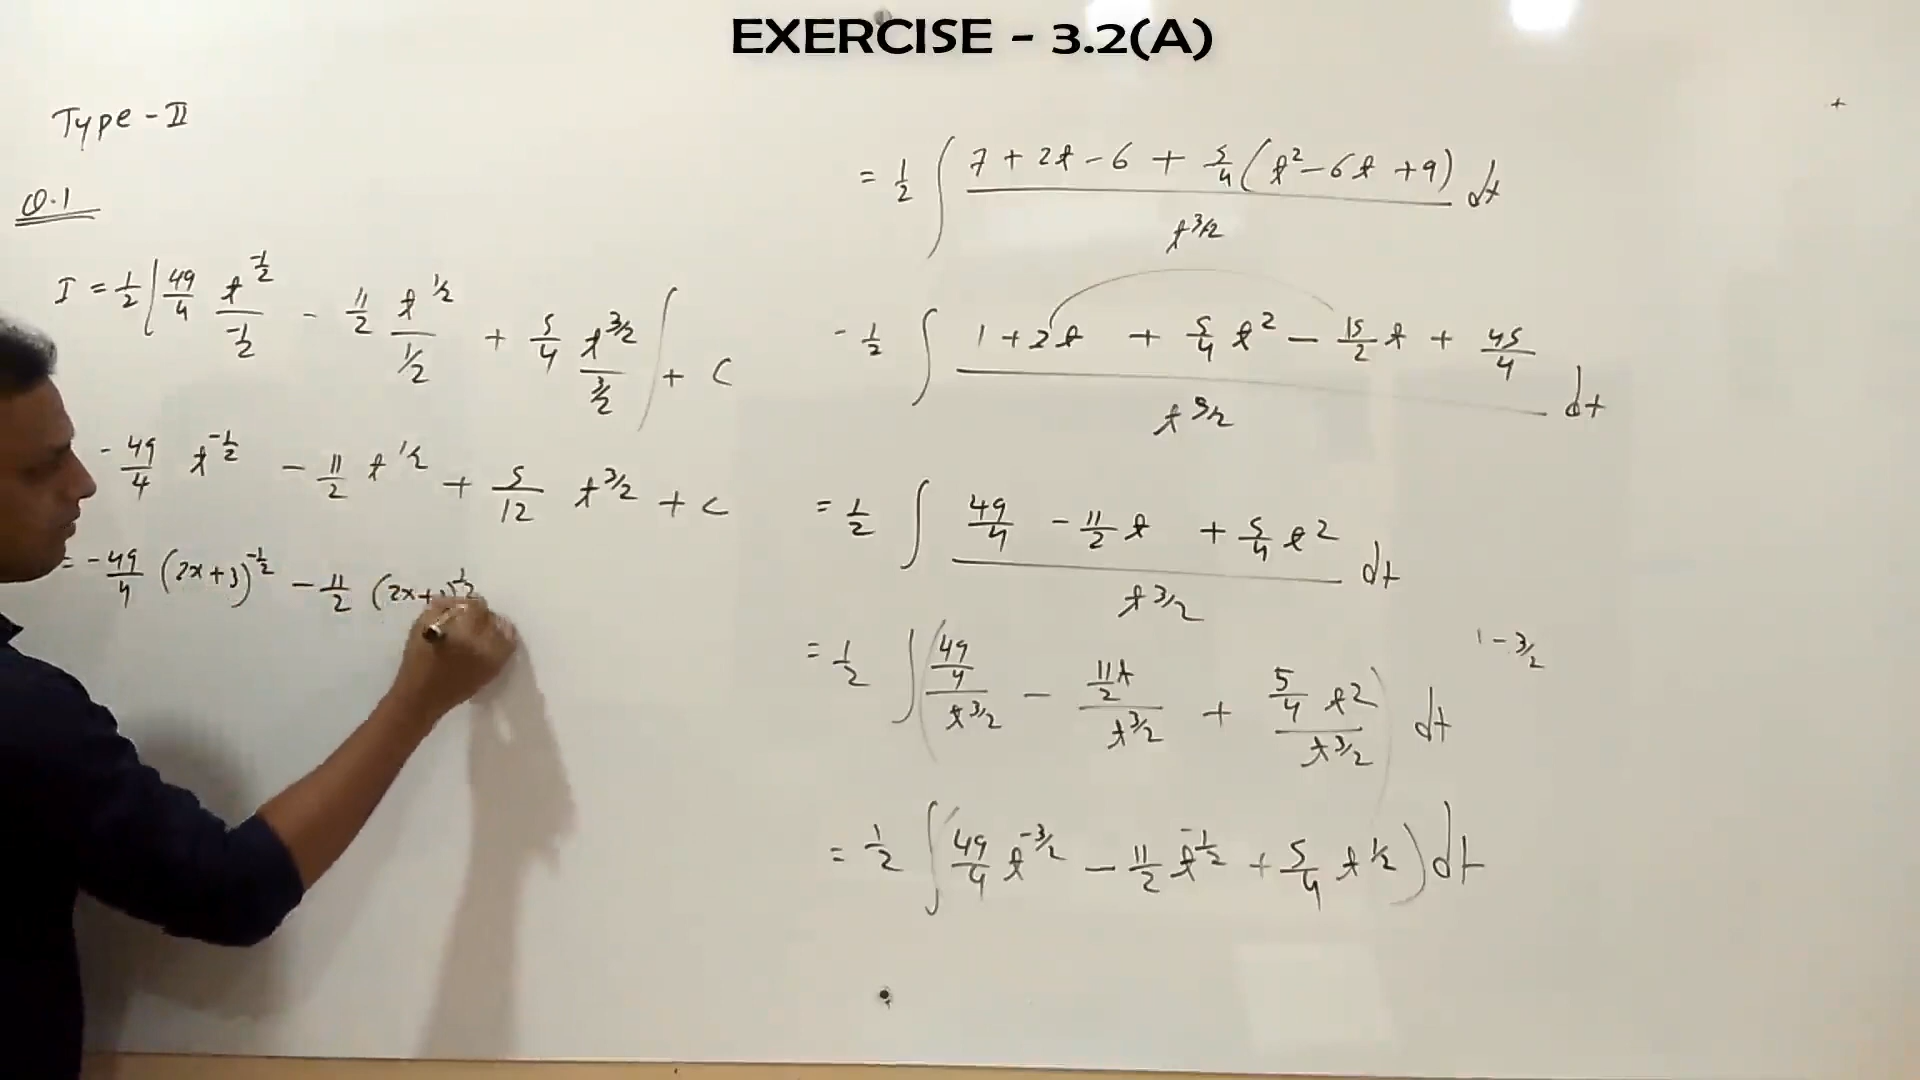 EXERCISE - 3.2(A)
Type - II
Q.1
I = 1/2 ( 49/4 t^(-1/2)/(-1/2) - 11/2 t^(1/2)/(1/2) + 5/4 t^(3/2)/(3/2) ) + C
- 49/4 t^(-1/2) - 11/2 t^(1/2) + 5/12 t^(3/2) + C
= - 49/4 (2x+3)^(-1/2) - 11/2 (2x+3)^(1/2)
= 1/2 ∫ (7 + 2t - 6 + 5/4 (t² - 6t + 9)) / t^(3/2) dt
- 1/2 ∫ (1 + 2t + 5/4 t² - 15/2 t + 45/4) / t^(3/2) dt
= 1/2 ∫ (49/4 - 11/2 t + 5/4 t²) / t^(3/2) dt
= 1/2 ∫ ( (49/4)/t^(3/2) - (11/2 t)/t^(3/2) + (5/4 t²)/t^(3/2) ) dt
1 - 3/2
= 1/2 ∫ ( 49/4 t^(-3/2) - 11/2 t^(-1/2) + 5/4 t^(1/2) ) dt